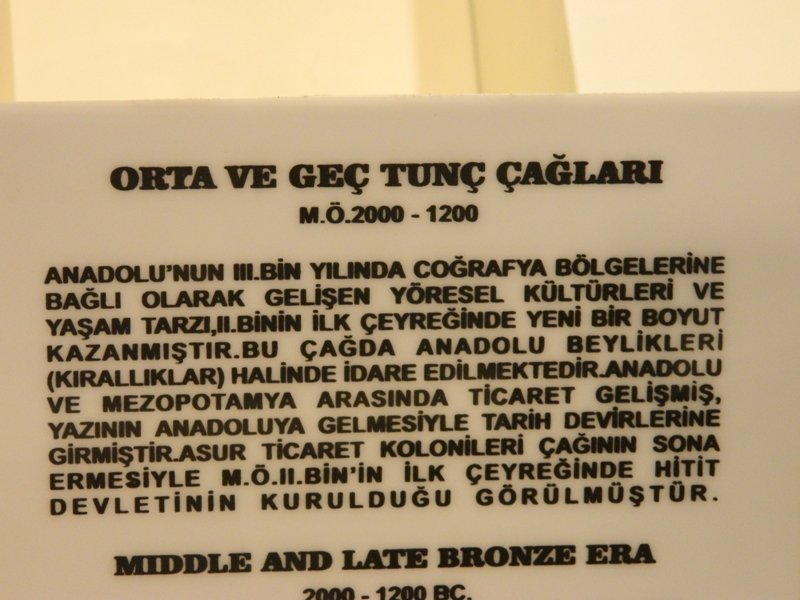 ORTA VE GEÇ TUNÇ ÇAĞLARI
M.Ö.2000 - 1200
ANADOLU'NUN III.BİN YILINDA COĞRAFYA BÖLGELERİNE
BAĞLI OLARAK GELİŞEN YÖRESEL KÜLTÜRLERİ VE
YAŞAM TARZI,II.BİNİN İLK ÇEYREĞİNDE YENİ BİR BOYUT
KAZANMIŞTIR.BU ÇAĞDA ANADOLU BEYLİKLERİ
(KIRALLIKLAR) HALİNDE İDARE EDİLMEKTEDİR.ANADOLU
VE MEZOPOTAMYA ARASINDA TİCARET GELİŞMİŞ,
YAZININ ANADOLUYA GELMESİYLE TARİH DEVİRLERİNE
GİRMİŞTİR.ASUR TİCARET KOLONİLERİ ÇAĞININ SONA
ERMESİYLE M.Ö.II.BİN'İN İLK ÇEYREĞİNDE HİTİT
DEVLETİNİN KURULDUĞU GÖRÜLMÜŞTÜR.
MIDDLE AND LATE BRONZE ERA
2000 - 1200 BC.